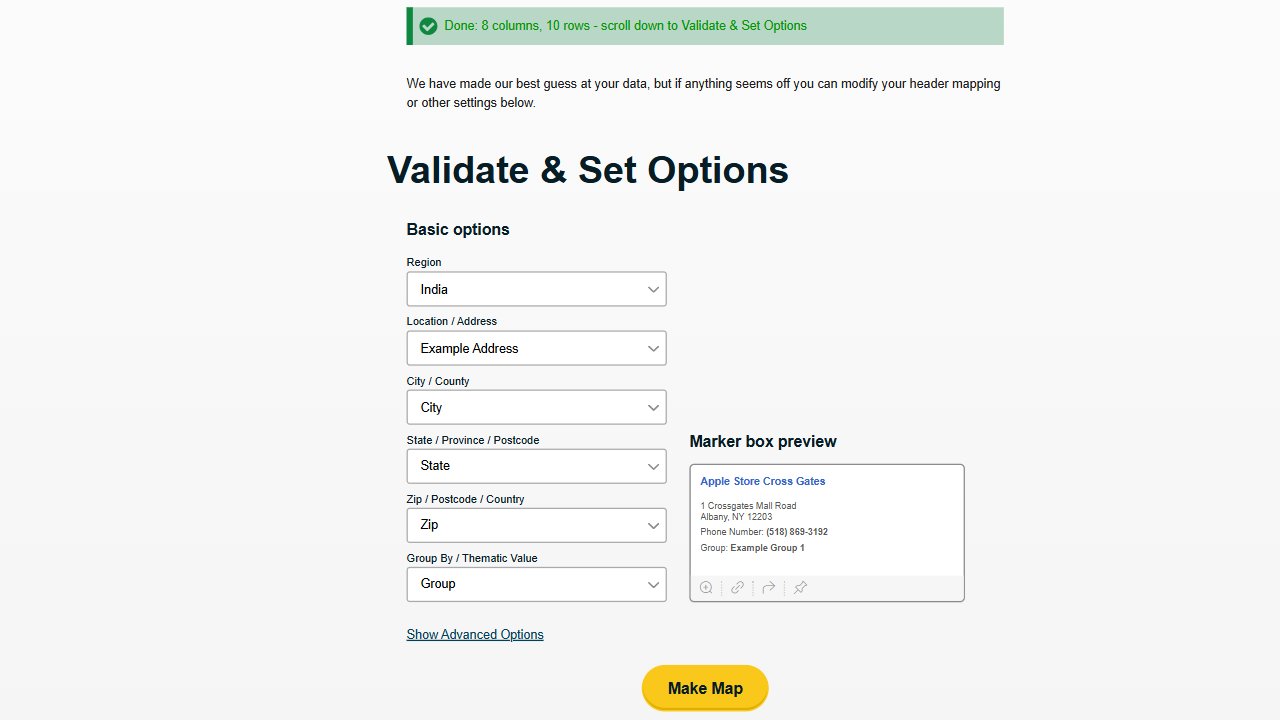 Done: 8 columns, 10 rows - scroll down to Validate & Set Options
We have made our best guess at your data, but if anything seems off you can modify your header mapping
or other settings below.
Validate & Set Options
Basic options
Region
India
Location / Address
Example Address
City / County
City
State / Province / Postcode
State
Zip / Postcode / Country
Zip
Group By / Thematic Value
Group
Marker box preview
Apple Store Cross Gates
1 Crossgates Mall Road
Albany, NY 12203
Phone Number: (518) 869-3192
Group: Example Group 1
Show Advanced Options
Make Map